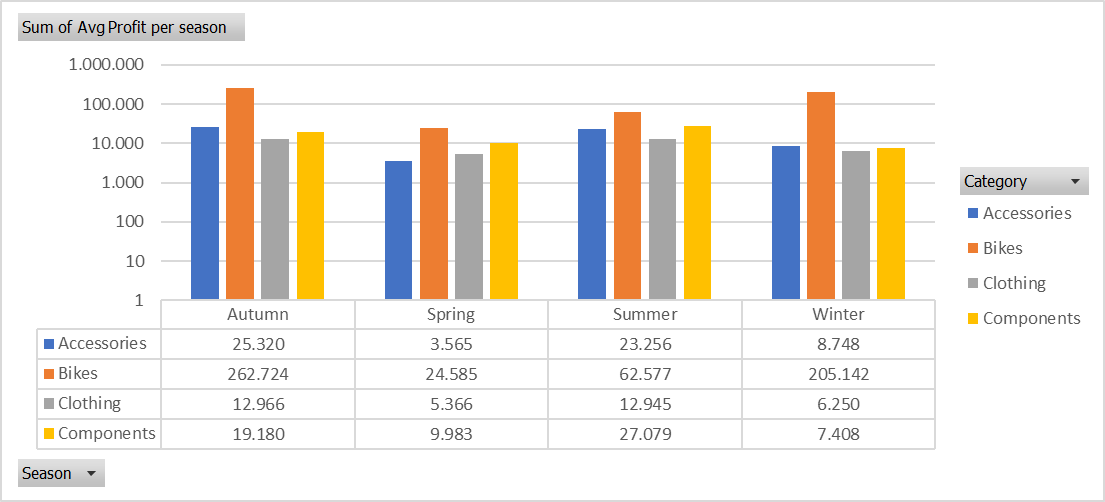 Sum of Avg Profit per season
1.000.000
100.000
10.000
1.000
100
10
1
Autumn Spring Summer Winter
Accessories 25.320 3.565 23.256 8.748
Bikes 262.724 24.585 62.577 205.142
Clothing 12.966 5.366 12.945 6.250
Components 19.180 9.983 27.079 7.408
Season
Category
Accessories
Bikes
Clothing
Components